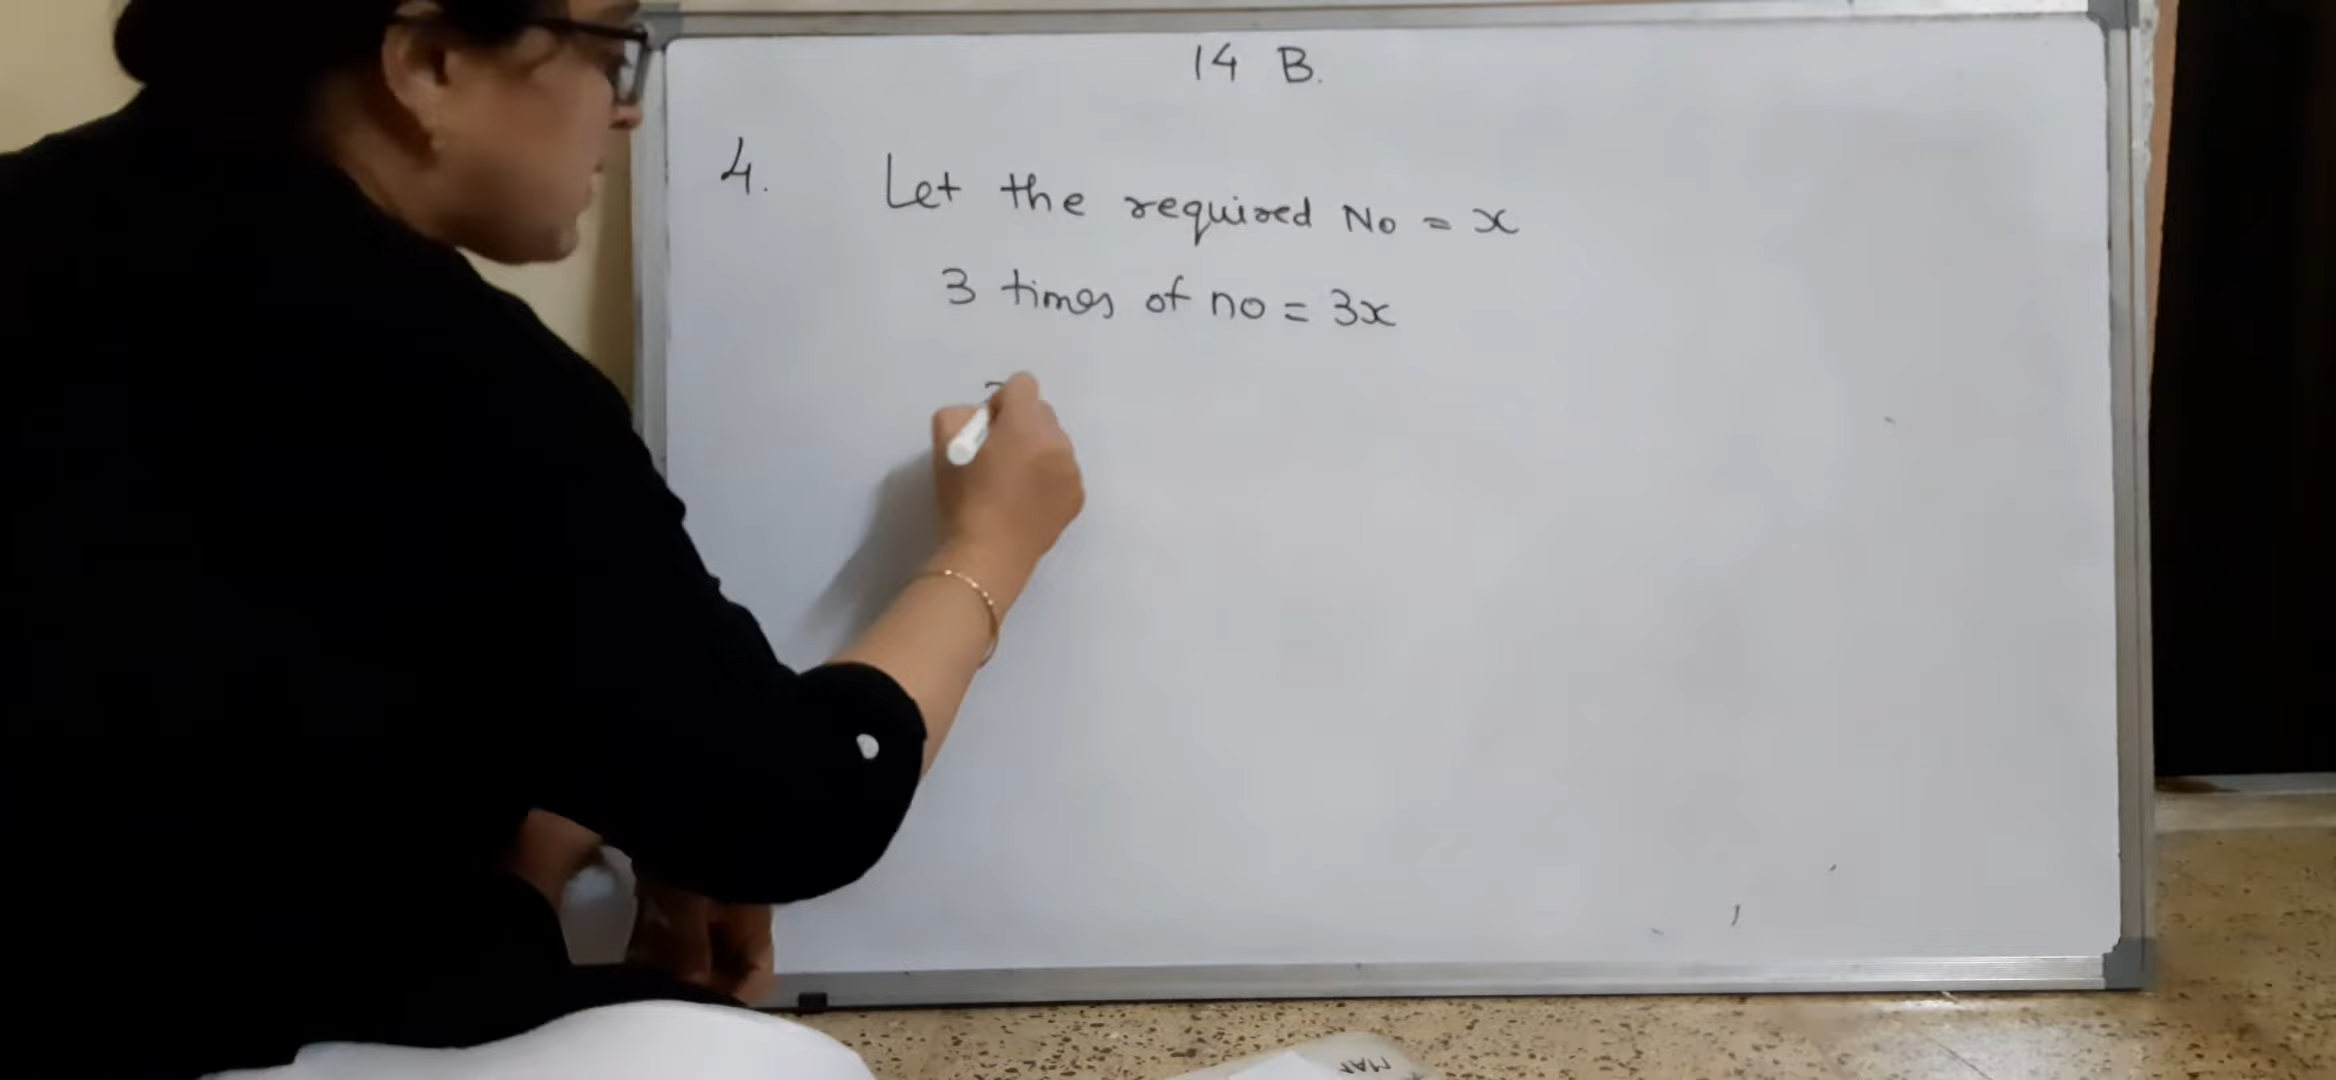 14 B.
4. Let the required No = x
3 times of no = 3x